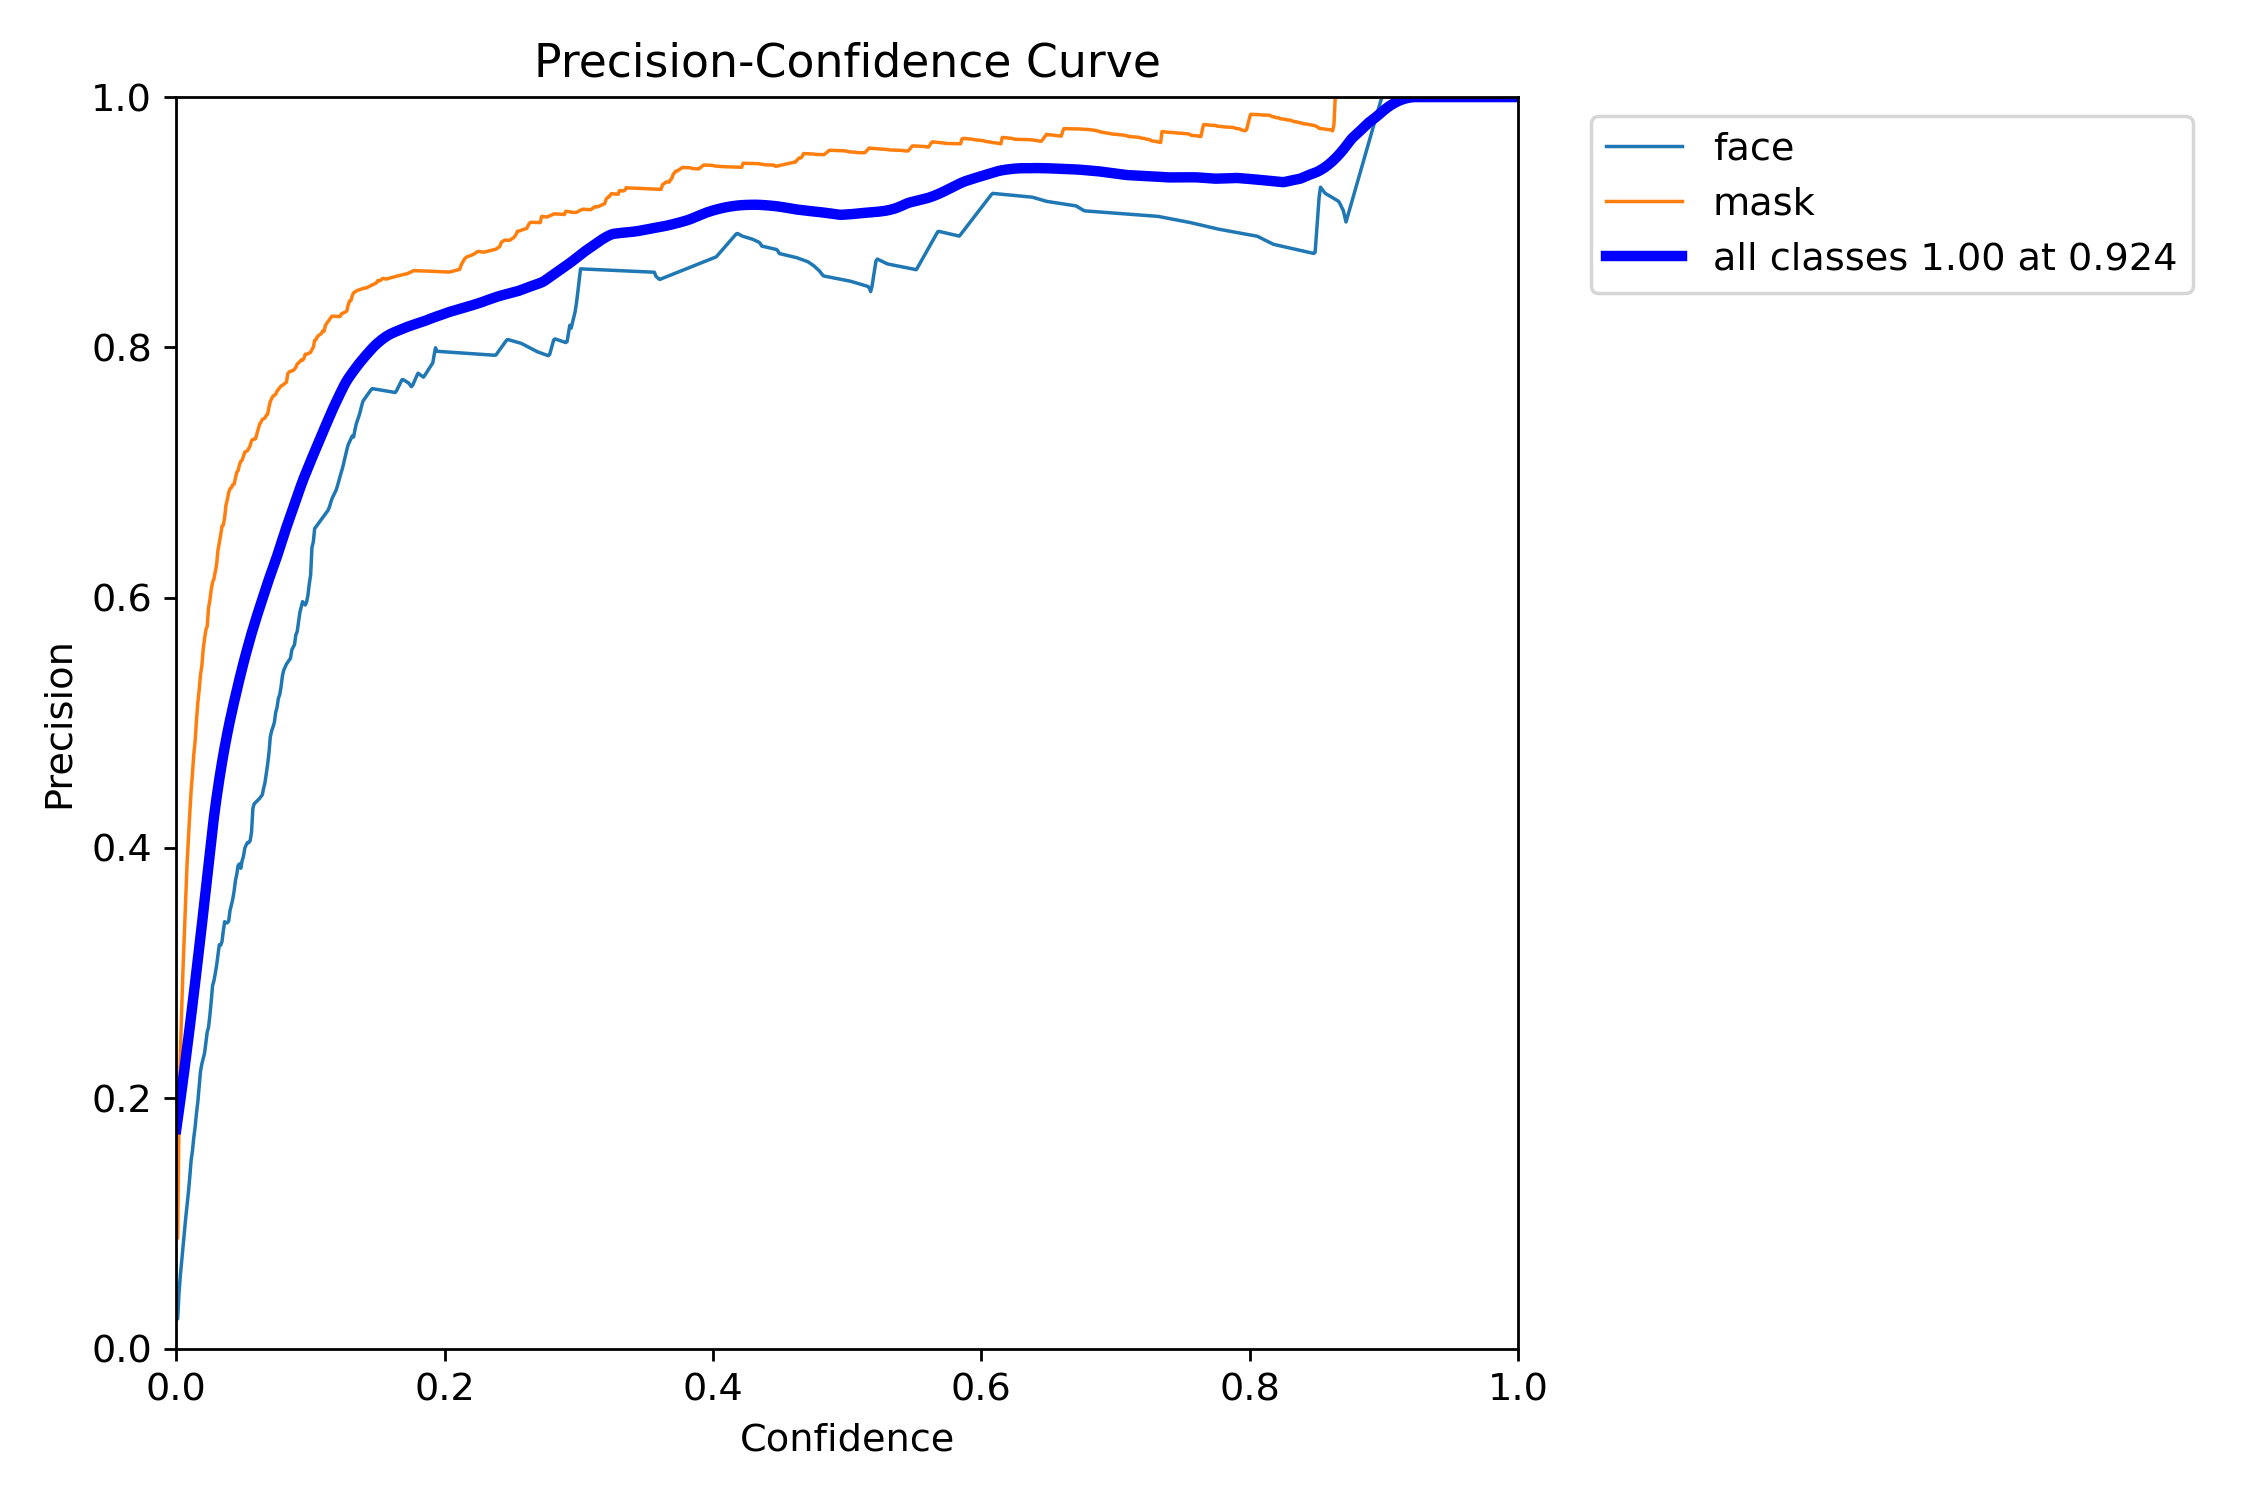 Precision-Confidence Curve
1.0
0.8
0.6
0.4
0.2
0.0
Precision
0.0 0.2 0.4 0.6 0.8 1.0
Confidence
face
mask
all classes 1.00 at 0.924